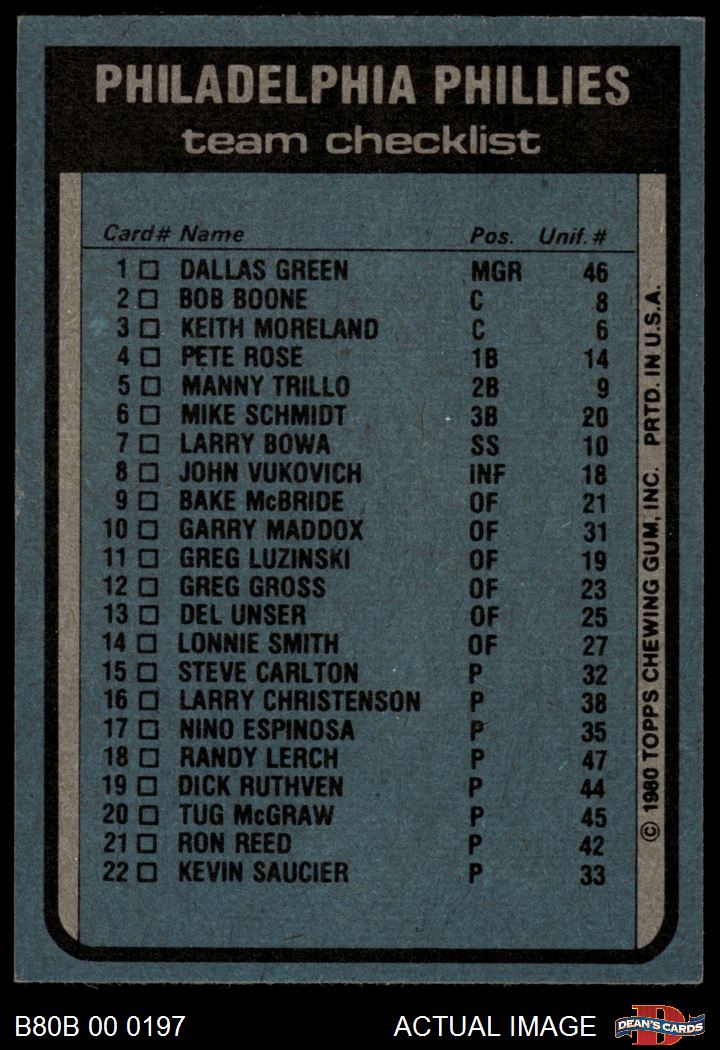 PHILADELPHIA PHILLIES
team checklist
Card# Name Pos. Unif. #
1 □ DALLAS GREEN MGR 46
2 □ BOB BOONE C 8
3 □ KEITH MORELAND C 6
4 □ PETE ROSE 1B 14
5 □ MANNY TRILLO 2B 9
6 □ MIKE SCHMIDT 3B 20
7 □ LARRY BOWA SS 10
8 □ JOHN VUKOVICH INF 18
9 □ BAKE McBRIDE OF 21
10 □ GARRY MADDOX OF 31
11 □ GREG LUZINSKI OF 19
12 □ GREG GROSS OF 23
13 □ DEL UNSER OF 25
14 □ LONNIE SMITH OF 27
15 □ STEVE CARLTON P 32
16 □ LARRY CHRISTENSON P 38
17 □ NINO ESPINOSA P 35
18 □ RANDY LERCH P 47
19 □ DICK RUTHVEN P 44
20 □ TUG McGRAW P 45
21 □ RON REED P 42
22 □ KEVIN SAUCIER P 33
© 1980 TOPPS CHEWING GUM, INC. PRTD. IN U.S.A.
B80B 00 0197 ACTUAL IMAGE
D
DEAN'S CARDS